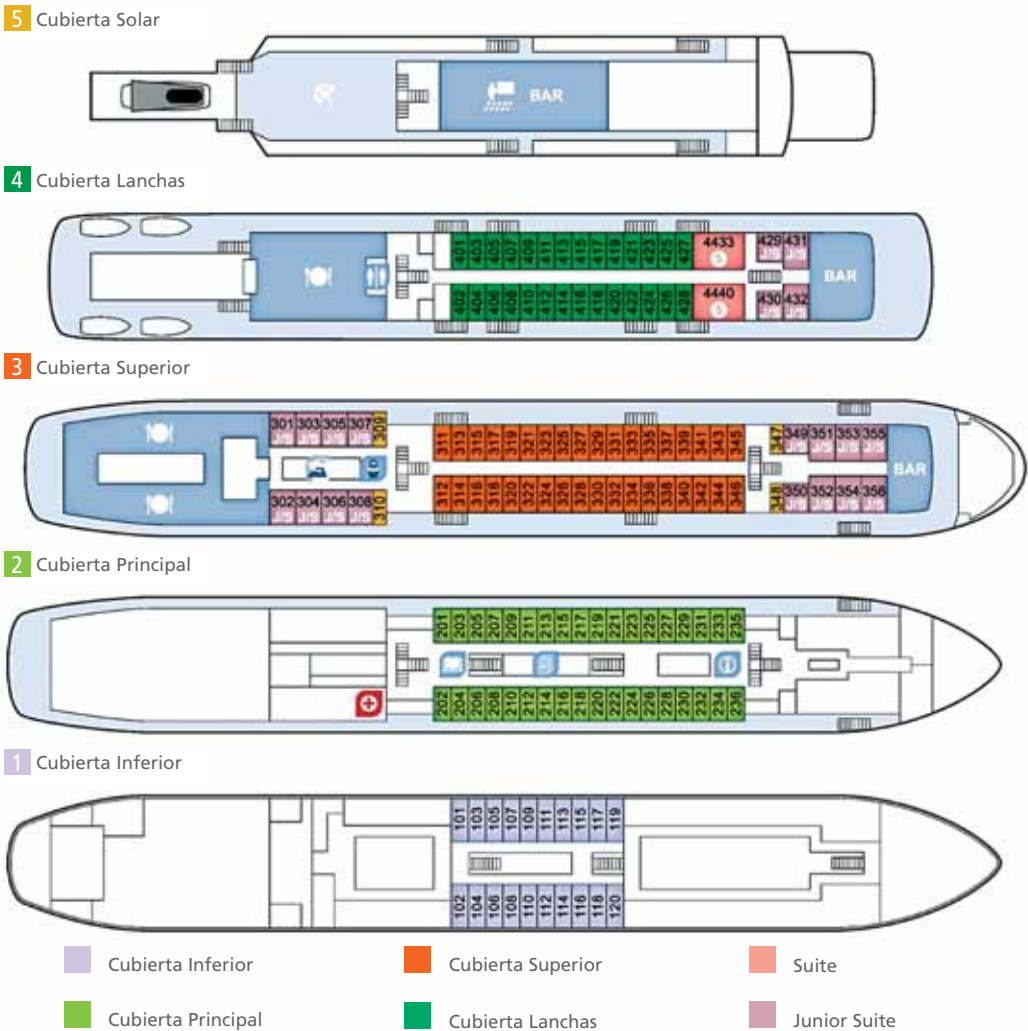 5 Cubierta Solar
BAR
4 Cubierta Lanchas
401 403 405 407 409 411 413 415 417 419 421 423 425 427 4433 429 431
S J/S J/S
BAR
402 404 406 408 410 412 414 416 418 420 422 424 426 428 4440 430 432
S J/S J/S
3 Cubierta Superior
301 303 305 307 309 311 313 315 317 319 321 323 325 327 329 331 333 335 337 339 341 343 345 347 349 351 353 355
J/S J/S J/S J/S J/S J/S J/S J/S
BAR
302 304 306 308 310 312 314 316 318 320 322 324 326 328 330 332 334 336 338 340 342 344 346 348 350 352 354 356
J/S J/S J/S J/S J/S J/S J/S J/S
2 Cubierta Principal
201 203 205 207 209 211 213 215 217 219 221 223 225 227 229 231 233 235
202 204 206 208 210 212 214 216 218 220 222 224 226 228 230 232 234 236
1 Cubierta Inferior
101 103 105 107 109 111 113 115 117 119
102 104 106 108 110 112 114 116 118 120
Cubierta Inferior
Cubierta Superior
Suite
Cubierta Principal
Cubierta Lanchas
Junior Suite